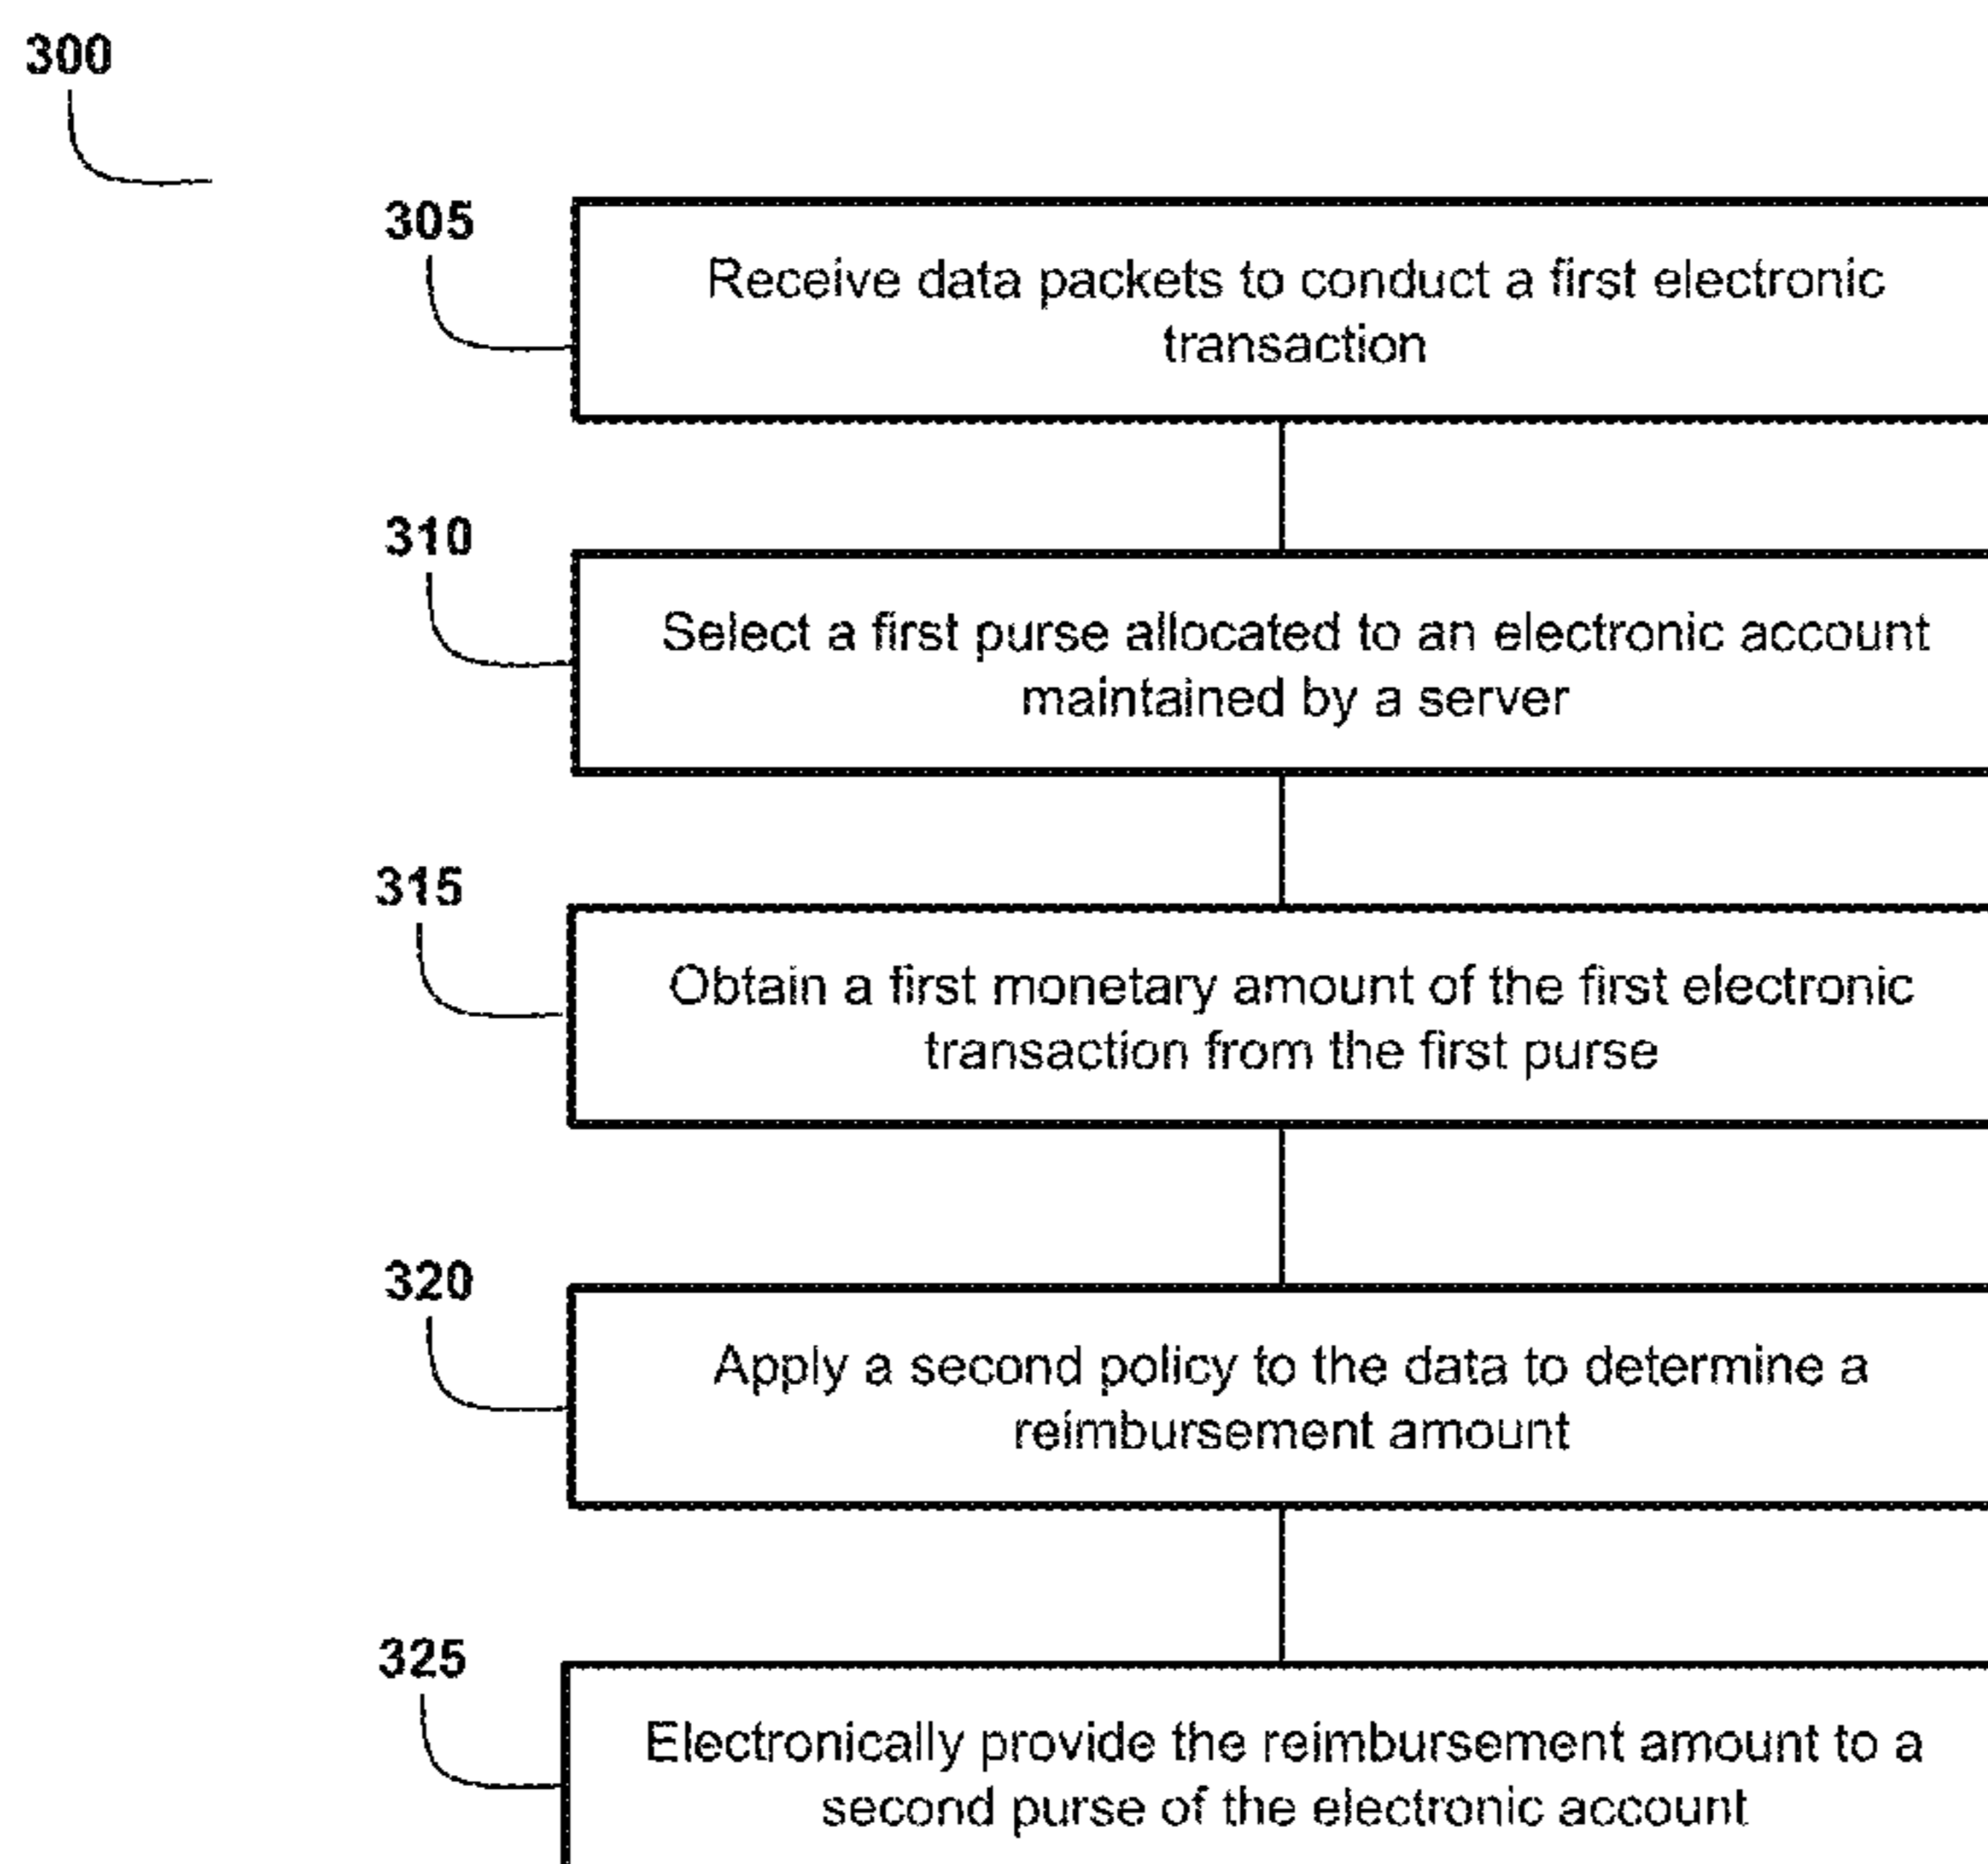 300
305
Receive data packets to conduct a first electronic
transaction
310
Select a first purse allocated to an electronic account
maintained by a server
315
Obtain a first monetary amount of the first electronic
transaction from the first purse
320
Apply a second policy to the data to determine a
reimbursement amount
325
Electronically provide the reimbursement amount to a
second purse of the electronic account